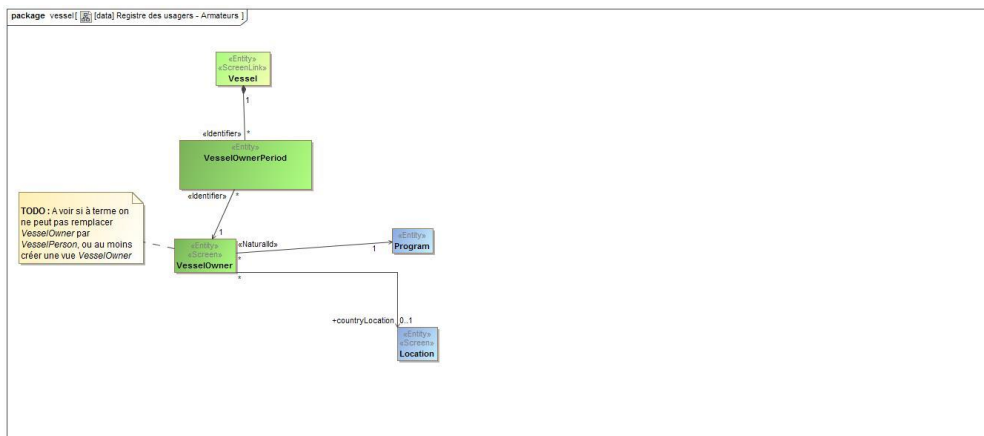 package vessel [ [data] Registre des usagers - Armateurs ]
«Entity»
«ScreenLink»
Vessel
1
«Identifier» *
«Entity»
VesselOwnerPeriod
«Identifier» *
TODO : A voir si à terme on
ne peut pas remplacer
VesselOwner par
VesselPerson, ou au moins
créer une vue VesselOwner
1
«Entity»
«Screen»
VesselOwner
«NaturalId»
*
*
1
«Entity»
Program
+countryLocation 0..1
«Entity»
«Screen»
Location